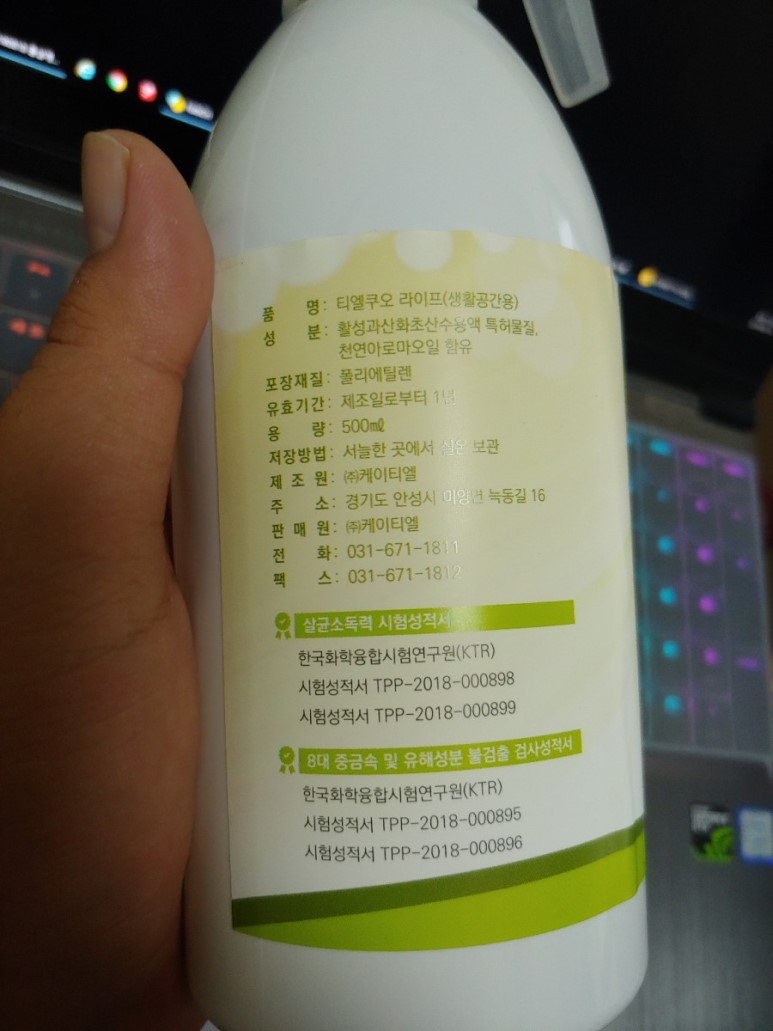 품 명 : 티엘쿠오 라이프(생활공간용)
성 분 : 활성과산화초산수용액 특허물질,
천연아로마오일 함유
포장재질 : 폴리에틸렌
유효기간 : 제조일로부터 1년
용 량 : 500㎖
저장방법 : 서늘한 곳에서 실온 보관
제 조 원 : ㈜케이티엘
주 소 : 경기도 안성시 미양면 늑동길 16
판 매 원 : ㈜케이티엘
전 화 : 031-671-1811
팩 스 : 031-671-1812
살균소독력 시험성적서
한국화학융합시험연구원(KTR)
시험성적서 TPP-2018-000898
시험성적서 TPP-2018-000899
8대 중금속 및 유해성분 불검출 검사성적서
한국화학융합시험연구원(KTR)
시험성적서 TPP-2018-000895
시험성적서 TPP-2018-000896